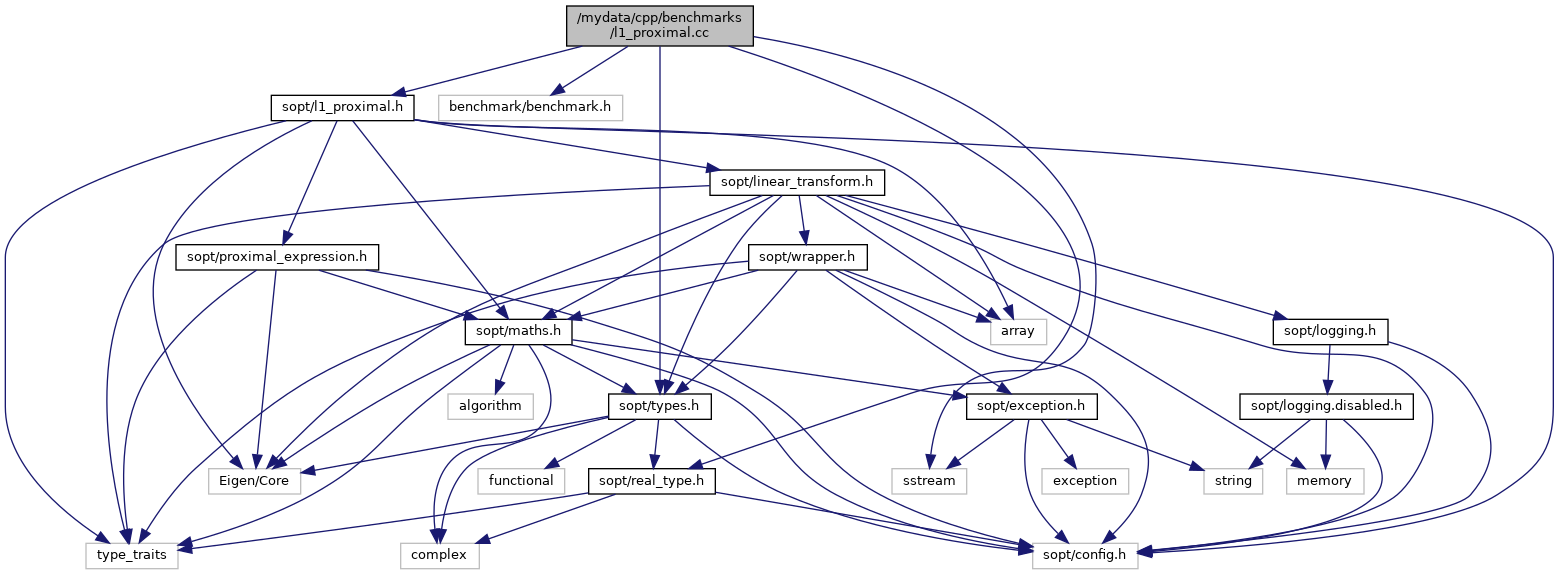 /mydata/cpp/benchmarks
/l1_proximal.cc
sopt/l1_proximal.h
benchmark/benchmark.h
sopt/linear_transform.h
sopt/proximal_expression.h
sopt/wrapper.h
sopt/maths.h
array
sopt/logging.h
algorithm
sopt/types.h
sopt/exception.h
sopt/logging.disabled.h
Eigen/Core
functional
sopt/real_type.h
sstream
exception
string
memory
type_traits
complex
sopt/config.h